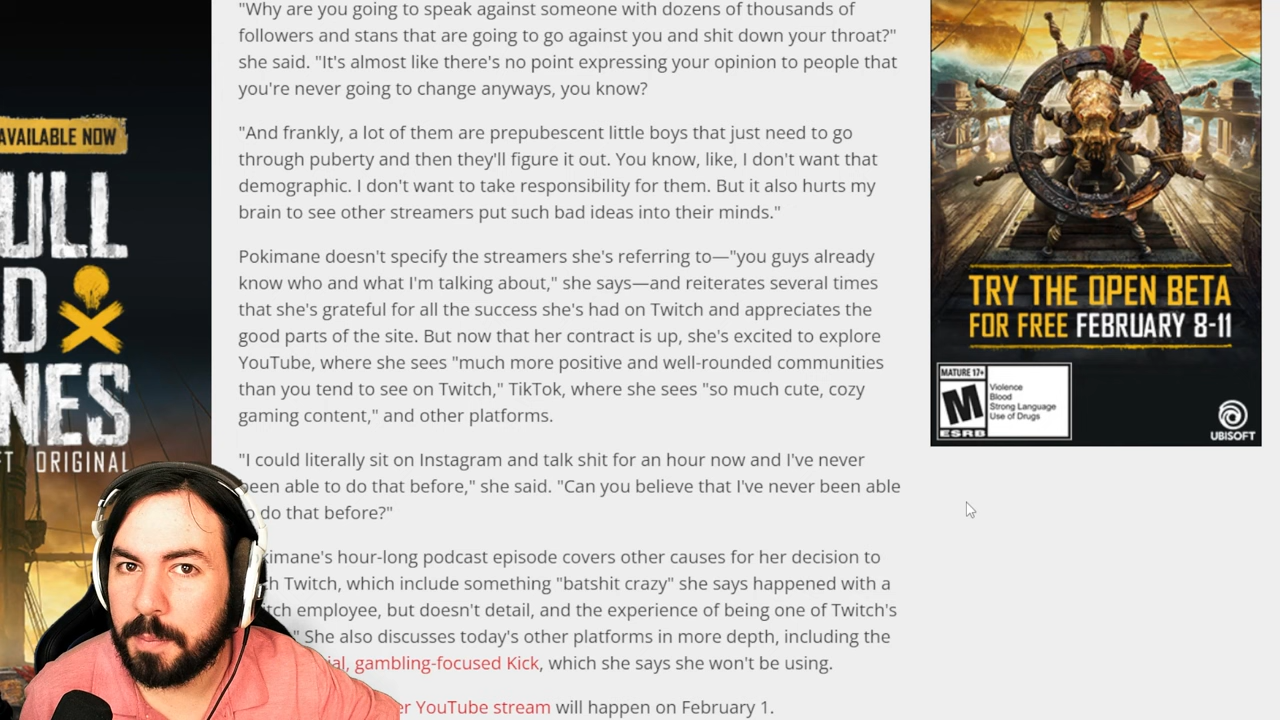 "Why are you going to speak against someone with dozens of thousands of
followers and stans that are going to go against you and shit down your throat?"
she said. "It's almost like there's no point expressing your opinion to people that
you're never going to change anyways, you know?
"And frankly, a lot of them are prepubescent little boys that just need to go
through puberty and then they'll figure it out. You know, like, I don't want that
demographic. I don't want to take responsibility for them. But it also hurts my
brain to see other streamers put such bad ideas into their minds."
Pokimane doesn't specify the streamers she's referring to—"you guys already
know who and what I'm talking about," she says—and reiterates several times
that she's grateful for all the success she's had on Twitch and appreciates the
good parts of the site. But now that her contract is up, she's excited to explore
YouTube, where she sees "much more positive and well-rounded communities
than you tend to see on Twitch," TikTok, where she sees "so much cute, cozy
gaming content," and other platforms.
"I could literally sit on Instagram and talk shit for an hour now and I've never
been able to do that before," she said. "Can you believe that I've never been able
o do that before?"
kimane's hour-long podcast episode covers other causes for her decision to
h Twitch, which include something "batshit crazy" she says happened with a
tch employee, but doesn't detail, and the experience of being one of Twitch's
" She also discusses today's other platforms in more depth, including the
ial, gambling-focused Kick, which she says she won't be using.
er YouTube stream will happen on February 1.
AVAILABLE NOW
ULL
D
NES
FT ORIGINAL
TRY THE OPEN BETA
FOR FREE FEBRUARY 8-11
MATURE 17+
M
ESRB
Violence
Blood
Strong Language
Use of Drugs
UBISOFT